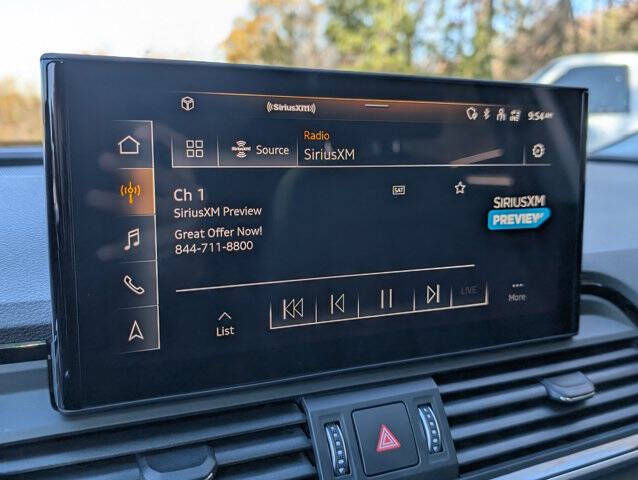 ((SiriusXM))
9:54 AM
Source
Radio
SiriusXM
Ch 1
SAT
SiriusXM Preview
Great Offer Now!
844-711-8800
SIRIUSXM
PREVIEW
List
LIVE
More